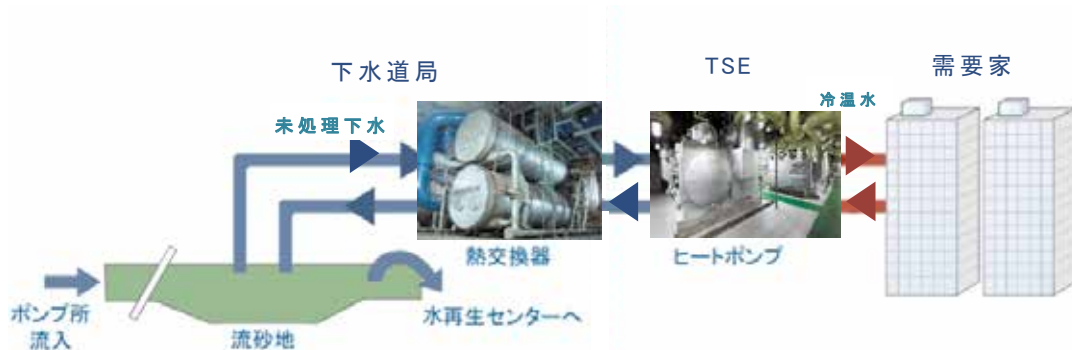 下水道局
TSE
需要家
冷温水
未処理下水
熱交換器
ヒートポンプ
ポンプ所
流入
流砂地
水再生センターへ